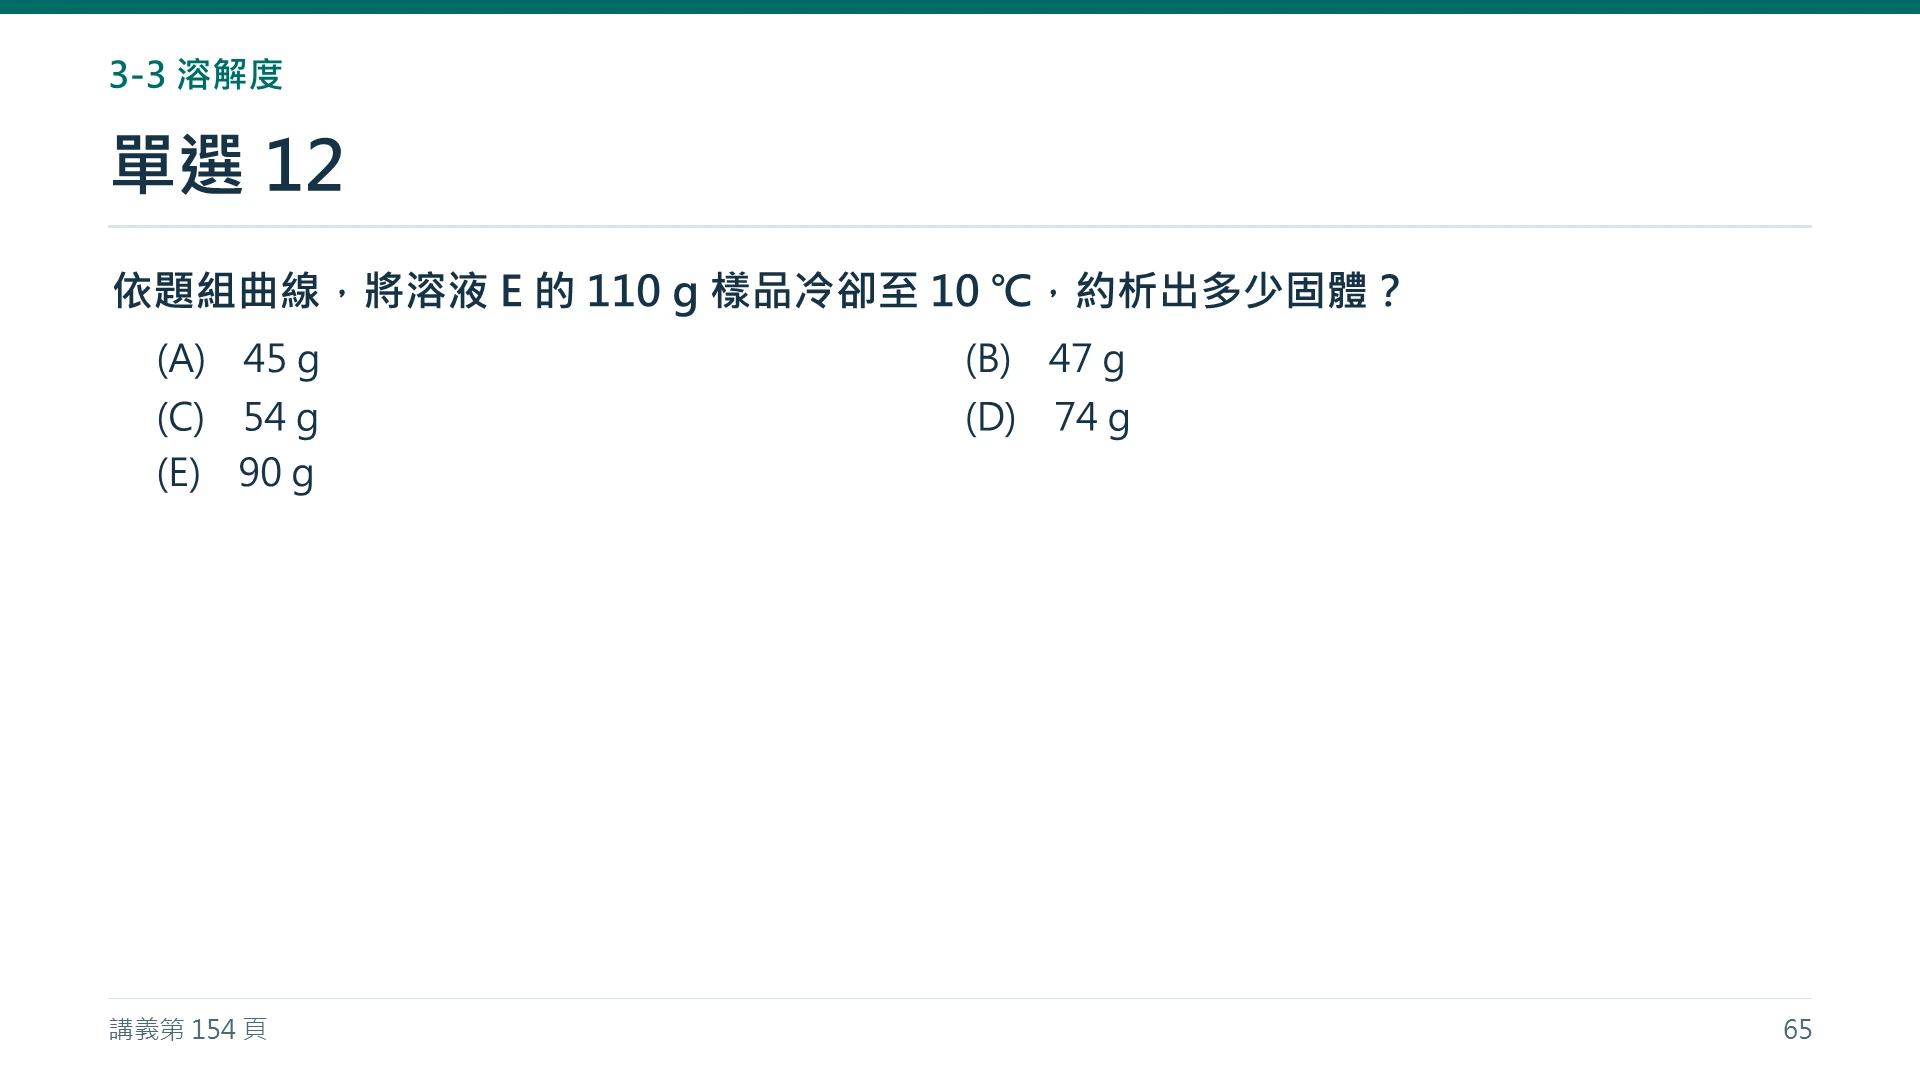 3-3 溶解度
單選 12
依題組曲線，將溶液 E 的 110 g 樣品冷卻至 10 ℃，約析出多少固體？
(A) 45 g
(B) 47 g
(C) 54 g
(D) 74 g
(E) 90 g
講義第 154 頁
65